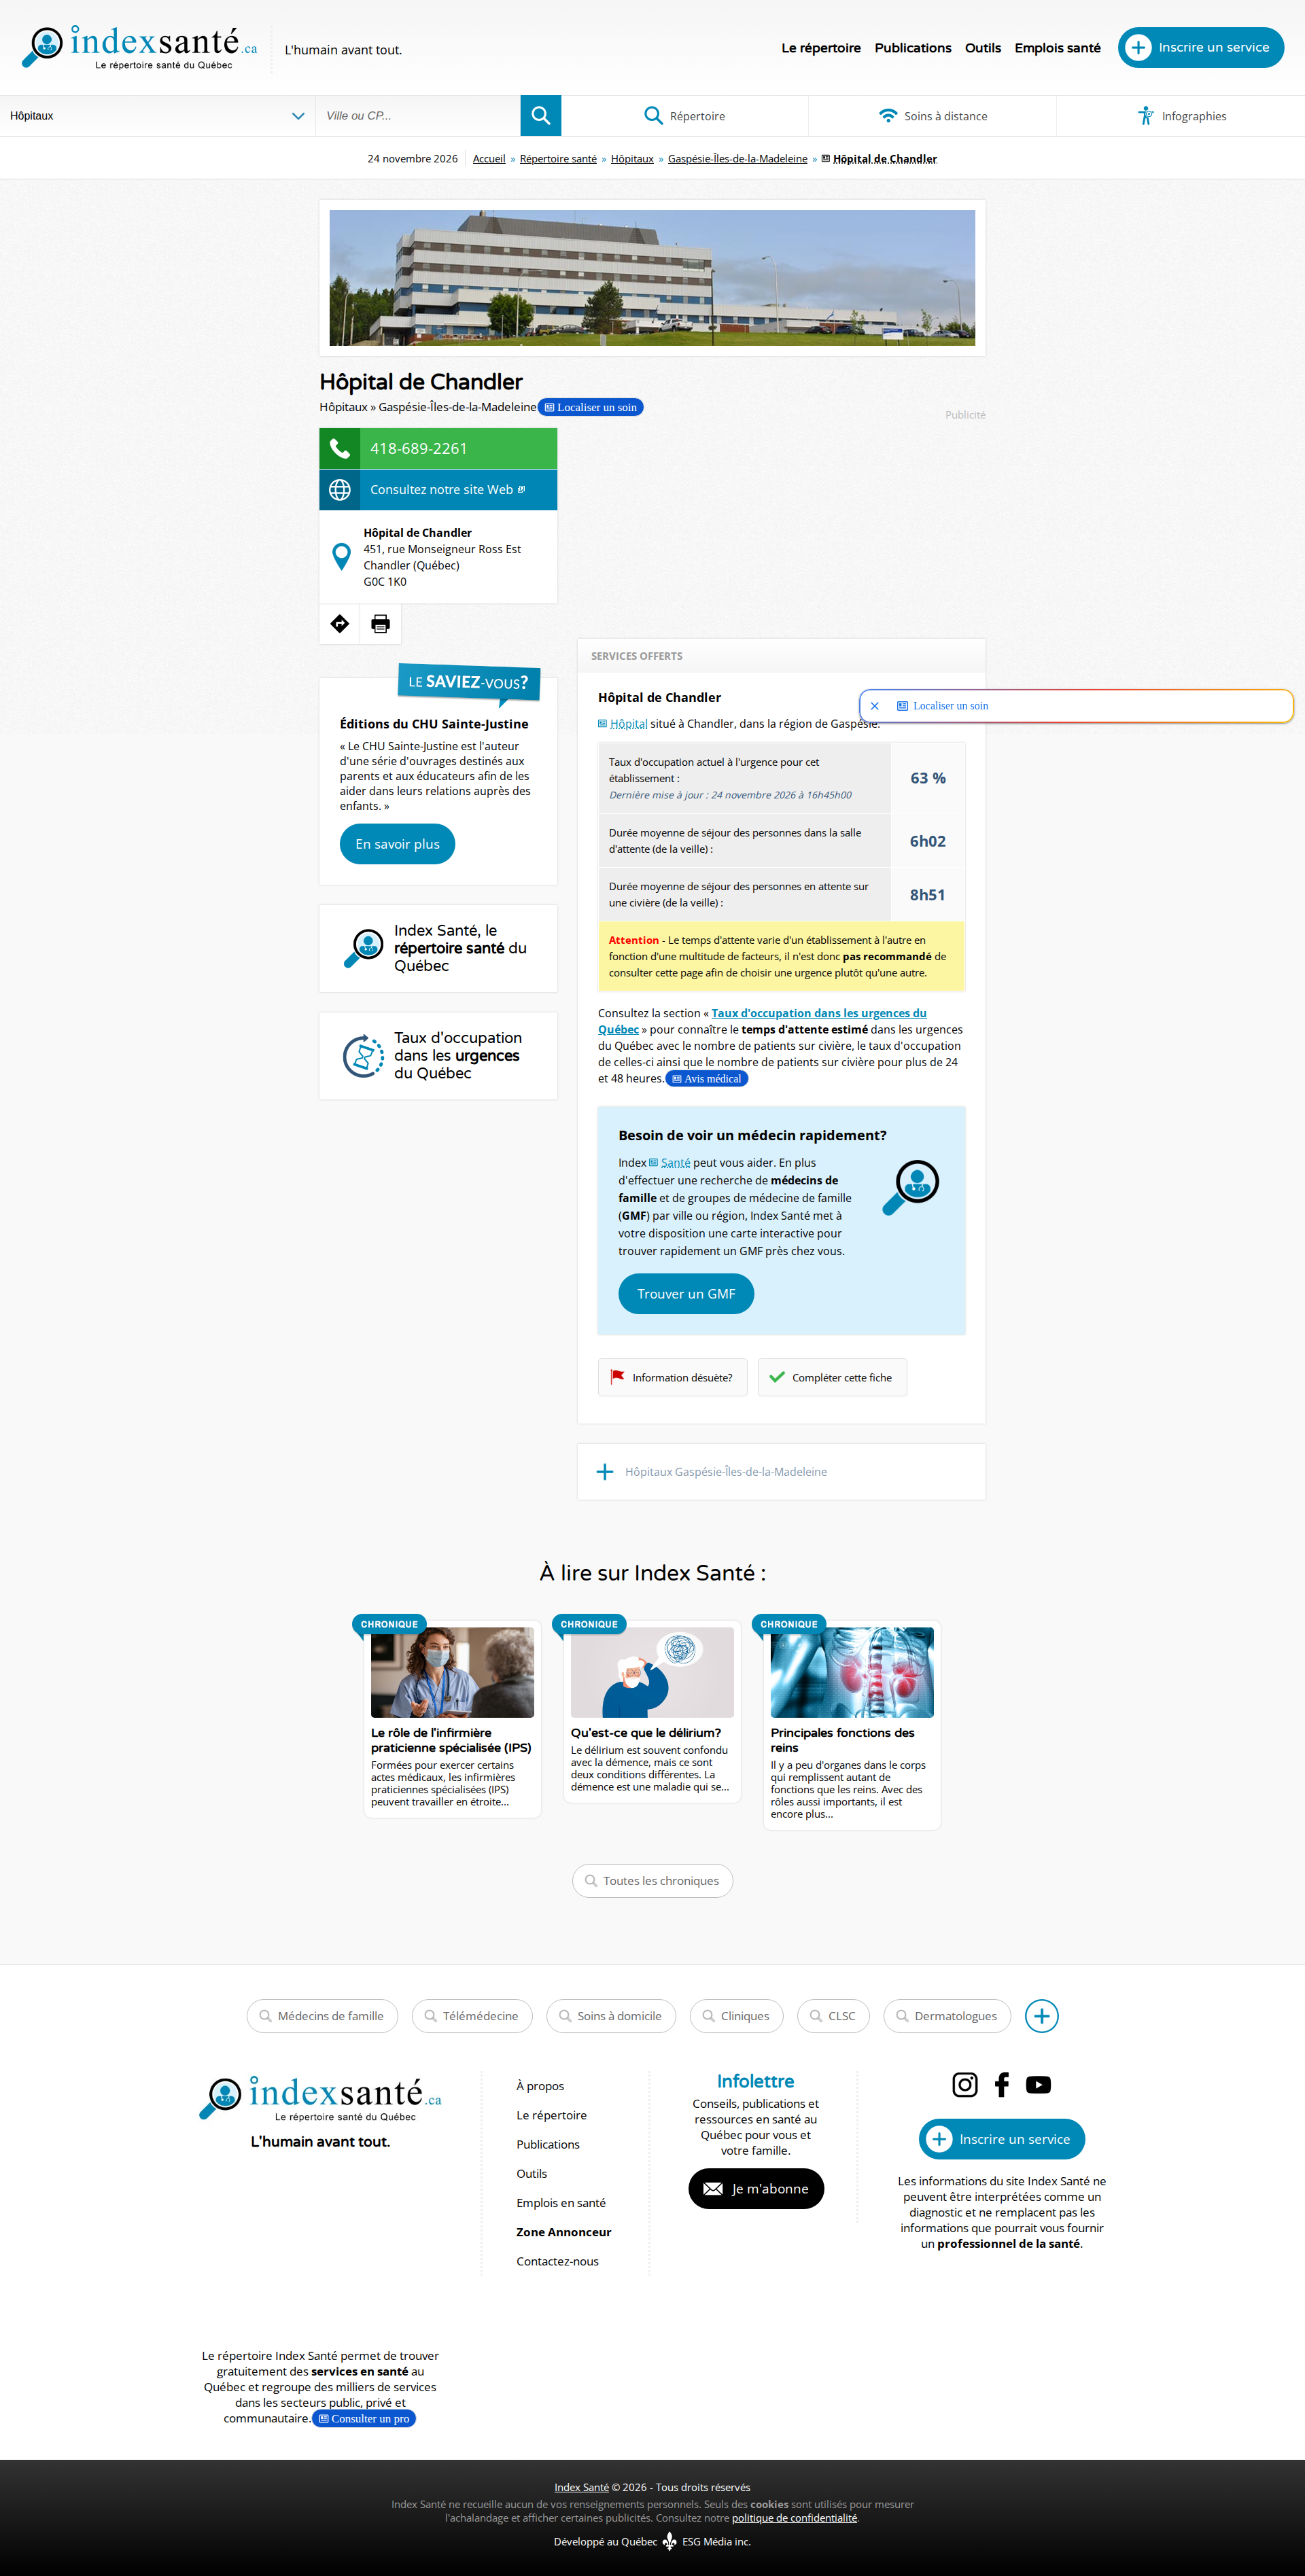 indexsanté.ca
Le répertoire santé du Québec
L'humain avant tout.
Le répertoire
Publications
Outils
Emplois santé
Inscrire un service
Hôpitaux
Ville ou CP...
Répertoire
Soins à distance
Infographies
24 novembre 2026
Accueil » Répertoire santé » Hôpitaux » Gaspésie-Îles-de-la-Madeleine » Hôpital de Chandler
Hôpital de Chandler
Hôpitaux » Gaspésie-Îles-de-la-Madeleine Localiser un soin
Publicité
418-689-2261
Consultez notre site Web
Hôpital de Chandler
451, rue Monseigneur Ross Est
Chandler (Québec)
G0C 1K0
LE SAVIEZ-VOUS?
Éditions du CHU Sainte-Justine
« Le CHU Sainte-Justine est l'auteur
d'une série d'ouvrages destinés aux
parents et aux éducateurs afin de les
aider dans leurs relations auprès des
enfants. »
En savoir plus
Index Santé, le
répertoire santé du
Québec
Taux d'occupation
dans les urgences
du Québec
SERVICES OFFERTS
Hôpital de Chandler
Localiser un soin
Hôpital situé à Chandler, dans la région de Gaspésie.
Taux d'occupation actuel à l'urgence pour cet
établissement :
Dernière mise à jour : 24 novembre 2026 à 16h45h00
63 %
Durée moyenne de séjour des personnes dans la salle
d'attente (de la veille) :
6h02
Durée moyenne de séjour des personnes en attente sur
une civière (de la veille) :
8h51
Attention - Le temps d'attente varie d'un établissement à l'autre en
fonction d'une multitude de facteurs, il n'est donc pas recommandé de
consulter cette page afin de choisir une urgence plutôt qu'une autre.
Consultez la section « Taux d'occupation dans les urgences du
Québec » pour connaître le temps d'attente estimé dans les urgences
du Québec avec le nombre de patients sur civière, le taux d'occupation
de celles-ci ainsi que le nombre de patients sur civière pour plus de 24
et 48 heures. Avis médical
Besoin de voir un médecin rapidement?
Index Santé peut vous aider. En plus
d'effectuer une recherche de médecins de
famille et de groupes de médecine de famille
(GMF) par ville ou région, Index Santé met à
votre disposition une carte interactive pour
trouver rapidement un GMF près chez vous.
Trouver un GMF
Information désuète?
Compléter cette fiche
Hôpitaux Gaspésie-Îles-de-la-Madeleine
À lire sur Index Santé :
CHRONIQUE
Le rôle de l'infirmière
praticienne spécialisée (IPS)
Formées pour exercer certains
actes médicaux, les infirmières
praticiennes spécialisées (IPS)
peuvent travailler en étroite...
CHRONIQUE
Qu'est-ce que le délirium?
Le délirium est souvent confondu
avec la démence, mais ce sont
deux conditions différentes. La
démence est une maladie qui se...
CHRONIQUE
Principales fonctions des
reins
Il y a peu d'organes dans le corps
qui remplissent autant de
fonctions que les reins. Avec des
rôles aussi importants, il est
encore plus...
Toutes les chroniques
Médecins de famille
Télémédecine
Soins à domicile
Cliniques
CLSC
Dermatologues
indexsanté.ca
Le répertoire santé du Québec
L'humain avant tout.
À propos
Le répertoire
Publications
Outils
Emplois en santé
Zone Annonceur
Contactez-nous
Infolettre
Conseils, publications et
ressources en santé au
Québec pour vous et
votre famille.
Je m'abonne
Inscrire un service
Les informations du site Index Santé ne
peuvent être interprétées comme un
diagnostic et ne remplacent pas les
informations que pourrait vous fournir
un professionnel de la santé.
Le répertoire Index Santé permet de trouver
gratuitement des services en santé au
Québec et regroupe des milliers de services
dans les secteurs public, privé et
communautaire. Consulter un pro
Index Santé © 2026 - Tous droits réservés
Index Santé ne recueille aucun de vos renseignements personnels. Seuls des cookies sont utilisés pour mesurer
l'achalandage et afficher certaines publicités. Consultez notre politique de confidentialité.
Développé au Québec ESG Média inc.